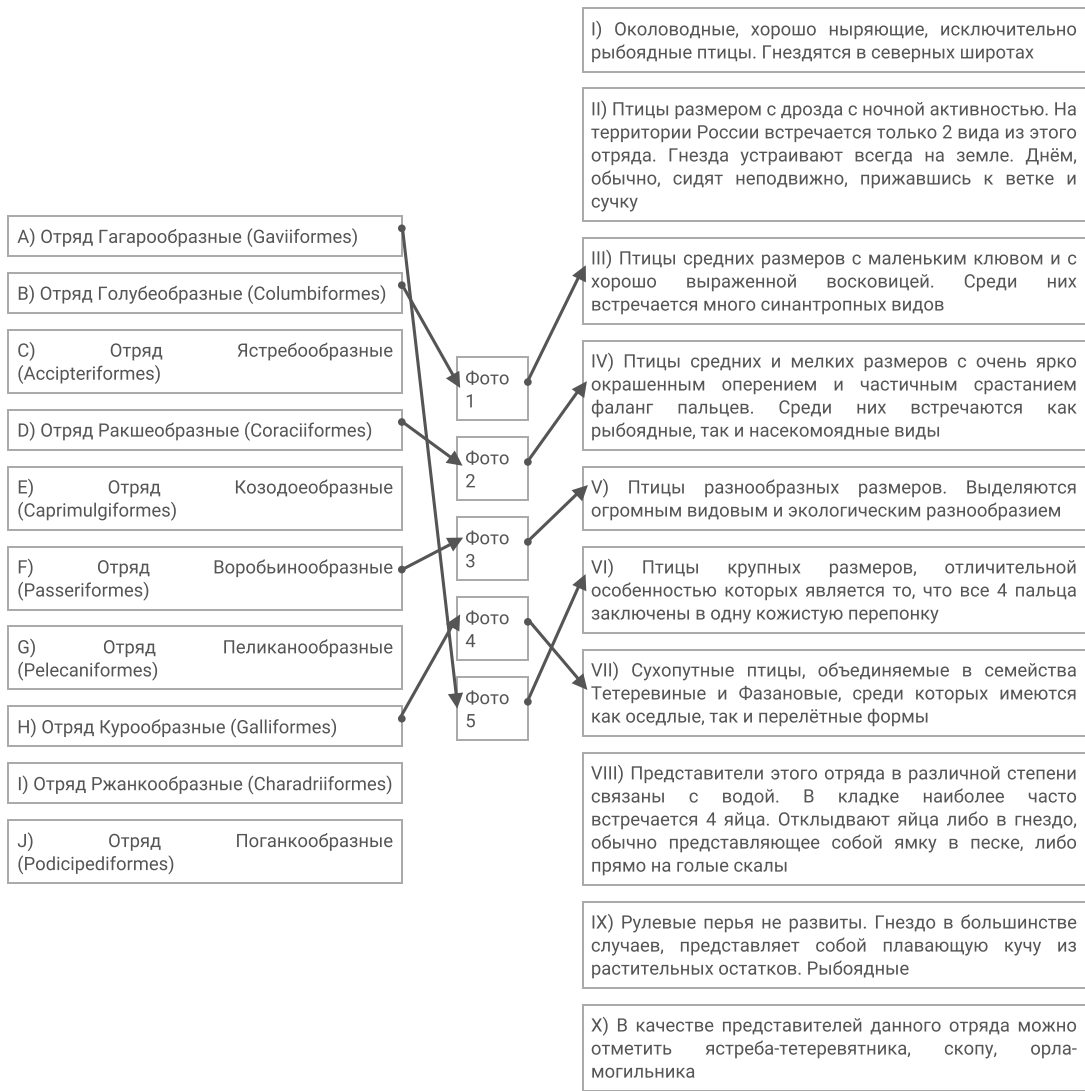 A) Отряд Гагарообразные (Gaviiformes)
B) Отряд Голубеобразные (Columbiformes)
C) Отряд Ястребообразные
(Accipteriformes)
D) Отряд Ракшеобразные (Coraciiformes)
E) Отряд Козодоеобразные
(Caprimulgiformes)
F) Отряд Воробьинообразные
(Passeriformes)
G) Отряд Пеликанообразные
(Pelecaniformes)
H) Отряд Курообразные (Galliformes)
I) Отряд Ржанкообразные (Charadriiformes)
J) Отряд Поганкообразные
(Podicipediformes)
Фото
1
Фото
2
Фото
3
Фото
4
Фото
5
I) Околоводные, хорошо ныряющие, исключительно
рыбоядные птицы. Гнездятся в северных широтах
II) Птицы размером с дрозда с ночной активностью. На
территории России встречается только 2 вида из этого
отряда. Гнезда устраивают всегда на земле. Днём,
обычно, сидят неподвижно, прижавшись к ветке и
сучку
III) Птицы средних размеров с маленьким клювом и с
хорошо выраженной восковицей. Среди них
встречается много синантропных видов
IV) Птицы средних и мелких размеров с очень ярко
окрашенным оперением и частичным срастанием
фаланг пальцев. Среди них встречаются как
рыбоядные, так и насекомоядные виды
V) Птицы разнообразных размеров. Выделяются
огромным видовым и экологическим разнообразием
VI) Птицы крупных размеров, отличительной
особенностью которых является то, что все 4 пальца
заключены в одну кожистую перепонку
VII) Сухопутные птицы, объединяемые в семейства
Тетеревиные и Фазановые, среди которых имеются
как оседлые, так и перелётные формы
VIII) Представители этого отряда в различной степени
связаны с водой. В кладке наиболее часто
встречается 4 яйца. Отклыдвают яйца либо в гнездо,
обычно представляющее собой ямку в песке, либо
прямо на голые скалы
IX) Рулевые перья не развиты. Гнездо в большинстве
случаев, представляет собой плавающую кучу из
растительных остатков. Рыбоядные
X) В качестве представителей данного отряда можно
отметить ястреба-тетеревятника, скопу, орла-
могильника